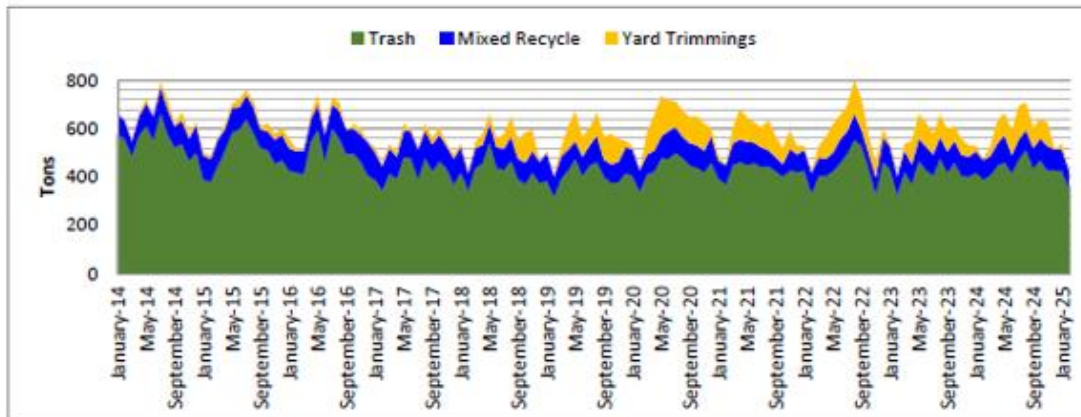 Trash Mixed Recycle Yard Trimmings
800
600
400
200
0
Tons
January-14
May-14
September-14
January-15
May-15
September-15
January-16
May-16
September-16
January-17
May-17
September-17
January-18
May-18
September-18
January-19
May-19
September-19
January-20
May-20
September-20
January-21
May-21
September-21
January-22
May-22
September-22
January-23
May-23
September-23
January-24
May-24
September-24
January-25